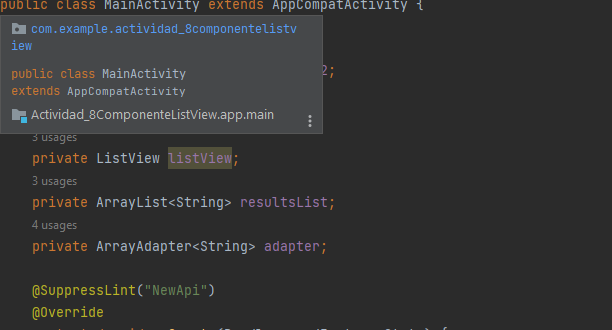 public class MainActivity extends AppCompatActivity {
com.example.actividad_8componentelistv
iew
public class MainActivity
2;
extends AppCompatActivity
Actividad_8ComponenteListView.app.main
3 usages
private ListView listView;
3 usages
private ArrayList<String> resultsList;
4 usages
private ArrayAdapter<String> adapter;
@SuppressLint("NewApi")
@Override